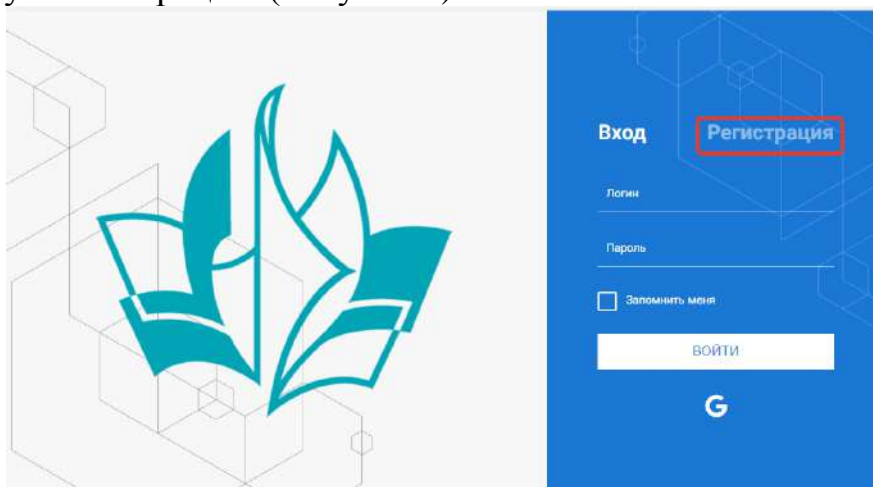 Вход Регистрация
Логин
Пароль
Запомнить меня
ВОЙТИ
G